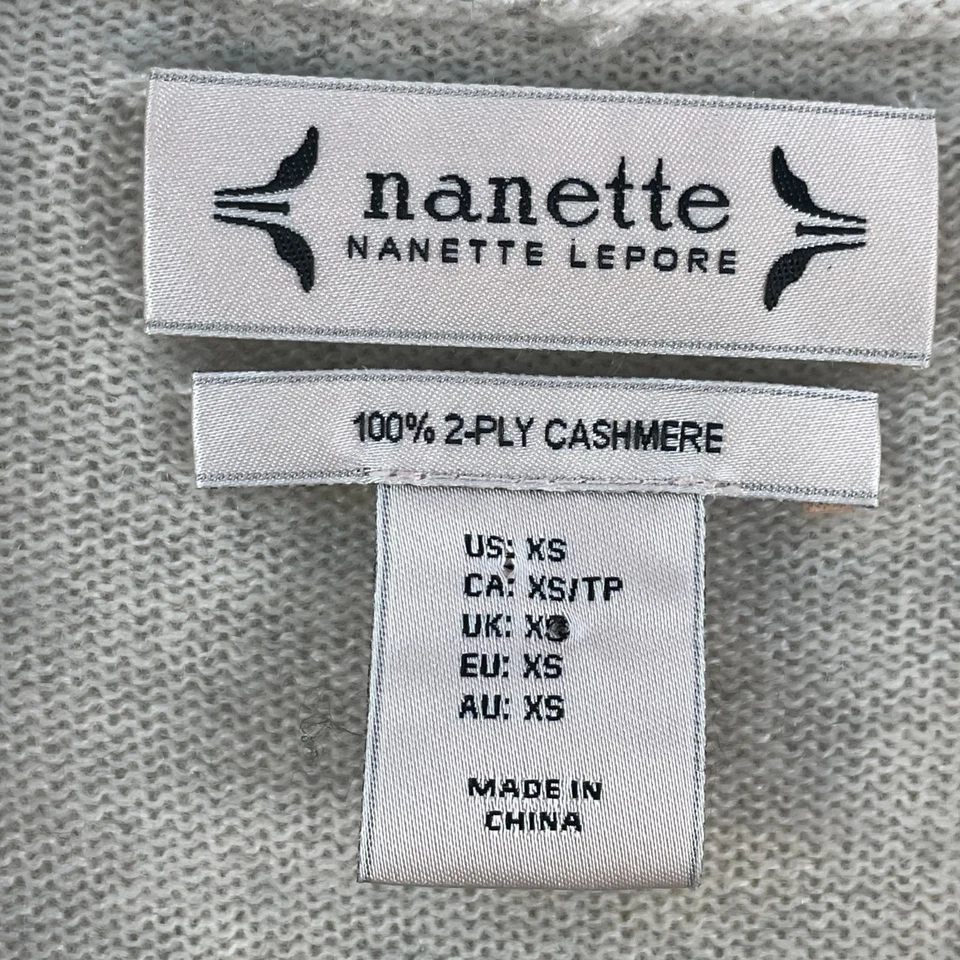 nanette
NANETTE LEPORE
100% 2-PLY CASHMERE
US: XS
CA: XS/TP
UK:
EU: XS
AU: XS
MADE IN
CHINA